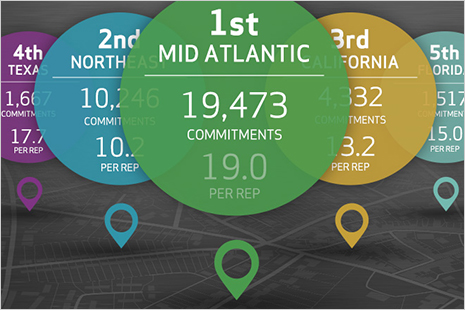 4th
TEXAS
1,667
COMMITMENTS
17.7
PER REP
2nd
NORTHEAST
10,246
COMMITMENTS
10.2
PER REP
1st
MID ATLANTIC
19,473
COMMITMENTS
19.0
PER REP
3rd
CALIFORNIA
4,332
COMMITMENTS
13.2
PER REP
5th
FLORIDA
COMMITMENTS
15.0
PER REP